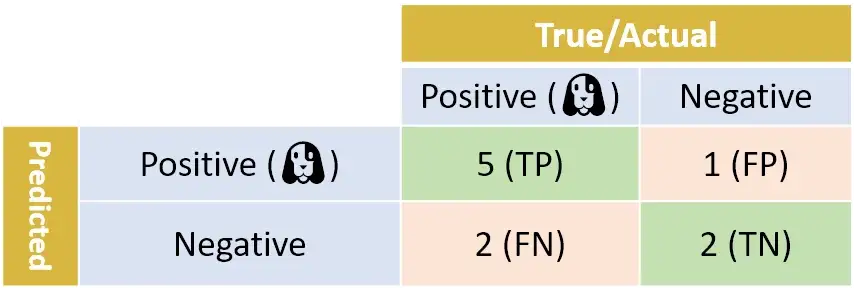 True/Actual
Positive ( ) Negative
Predicted
Positive ( ) 5 (TP) 1 (FP)
Negative 2 (FN) 2 (TN)